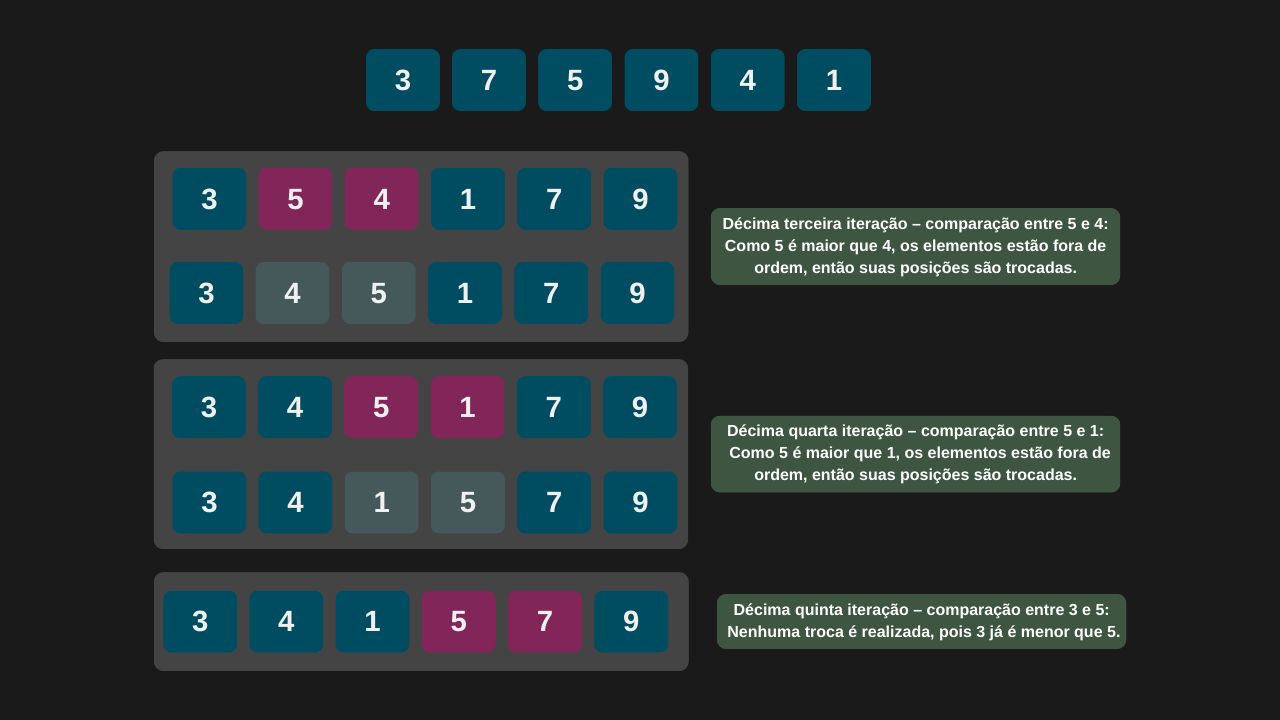 3 7 5 9 4 1
3 5 4 1 7 9
3 4 5 1 7 9
Décima terceira iteração – comparação entre 5 e 4:
Como 5 é maior que 4, os elementos estão fora de
ordem, então suas posições são trocadas.
3 4 5 1 7 9
3 4 1 5 7 9
Décima quarta iteração – comparação entre 5 e 1:
Como 5 é maior que 1, os elementos estão fora de
ordem, então suas posições são trocadas.
3 4 1 5 7 9
Décima quinta iteração – comparação entre 3 e 5:
Nenhuma troca é realizada, pois 3 já é menor que 5.